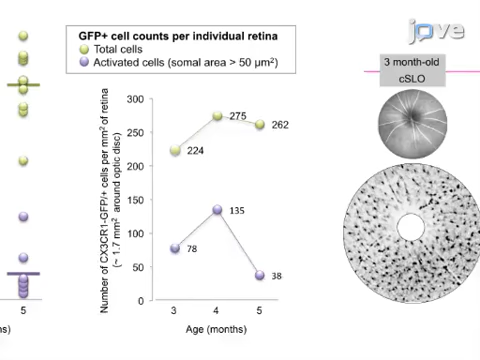 jove
GFP+ cell counts per individual retina
Total cells
Activated cells (somal area > 50 µm²)
3 month-old
cSLO
Number of CX3CR1-GFP/+ cells per mm² of retina
(~ 1.7 mm² around optic disc)
300
250
200
150
100
50
0
224
275
262
78
135
38
3 4 5
Age (months)
5
hs)